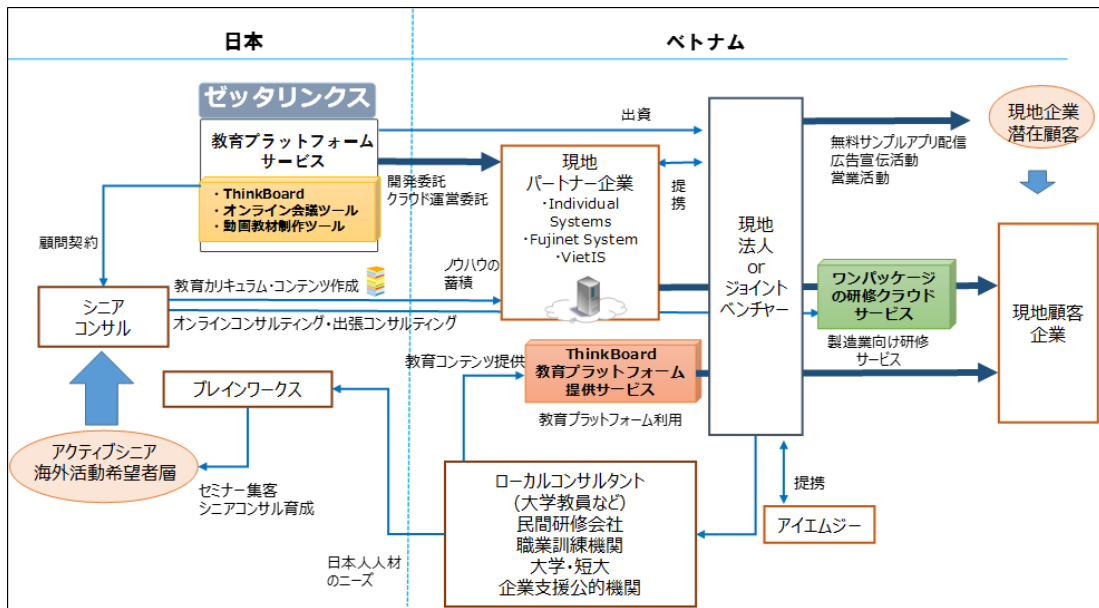 日本
ベトナム
ゼッタリンクス
教育プラットフォーム
サービス
・ThinkBoard
・オンライン会議ツール
・動画教材制作ツール
出資
開発委託
クラウド運営委託
現地
パートナー企業
・Individual
Systems
・Fujinet System
・VietIS
提
携
現地
法人
or
ジョイント
ベンチャー
無料サンプルアプリ配信
広告宣伝活動
営業活動
現地企業
潜在顧客
顧問契約
シニア
コンサル
教育カリキュラム・コンテンツ作成
ノウハウの
蓄積
オンラインコンサルティング・出張コンサルティング
ワンパッケージ
の研修クラウド
サービス
製造業向け研修
サービス
現地顧客
企業
教育コンテンツ提供
ThinkBoard
教育プラットフォーム
提供サービス
教育プラットフォーム利用
ブレインワークス
アクティブシニア
海外活動希望者層
セミナー集客
シニアコンサル育成
日本人人材
のニーズ
ローカルコンサルタント
(大学教員など)
民間研修会社
職業訓練機関
大学・短大
企業支援公的機関
提携
アイエムジー